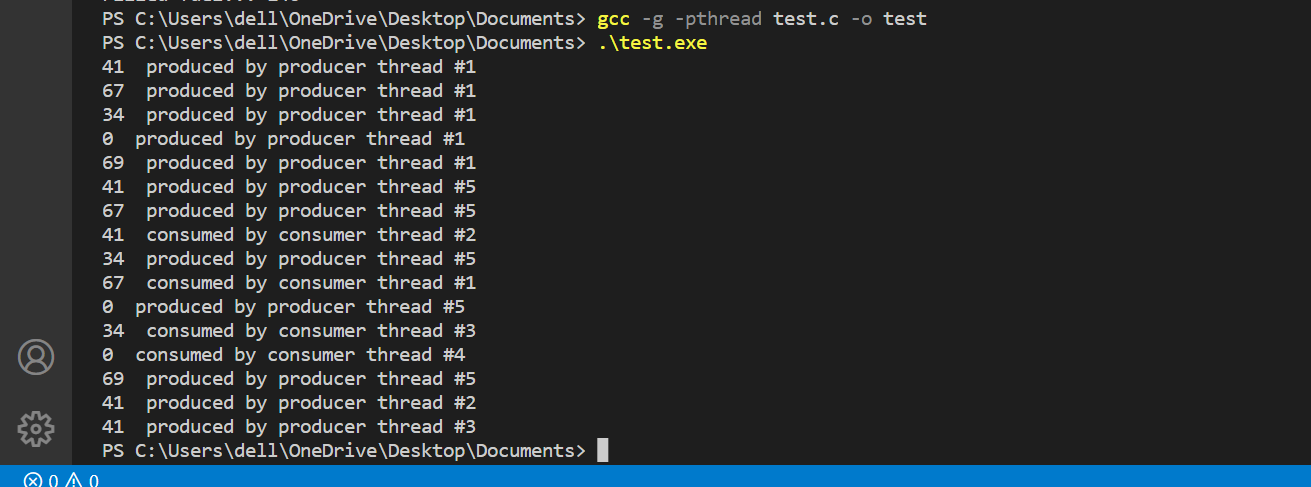 PS C:\Users\dell\OneDrive\Desktop\Documents> gcc -g -pthread test.c -o test
PS C:\Users\dell\OneDrive\Desktop\Documents> .\test.exe
41  produced by producer thread #1
67  produced by producer thread #1
34  produced by producer thread #1
0  produced by producer thread #1
69  produced by producer thread #1
41  produced by producer thread #5
67  produced by producer thread #5
41  consumed by consumer thread #2
34  produced by producer thread #5
67  consumed by consumer thread #1
0  produced by producer thread #5
34  consumed by consumer thread #3
0  consumed by consumer thread #4
69  produced by producer thread #5
41  produced by producer thread #2
41  produced by producer thread #3
PS C:\Users\dell\OneDrive\Desktop\Documents>
0 0